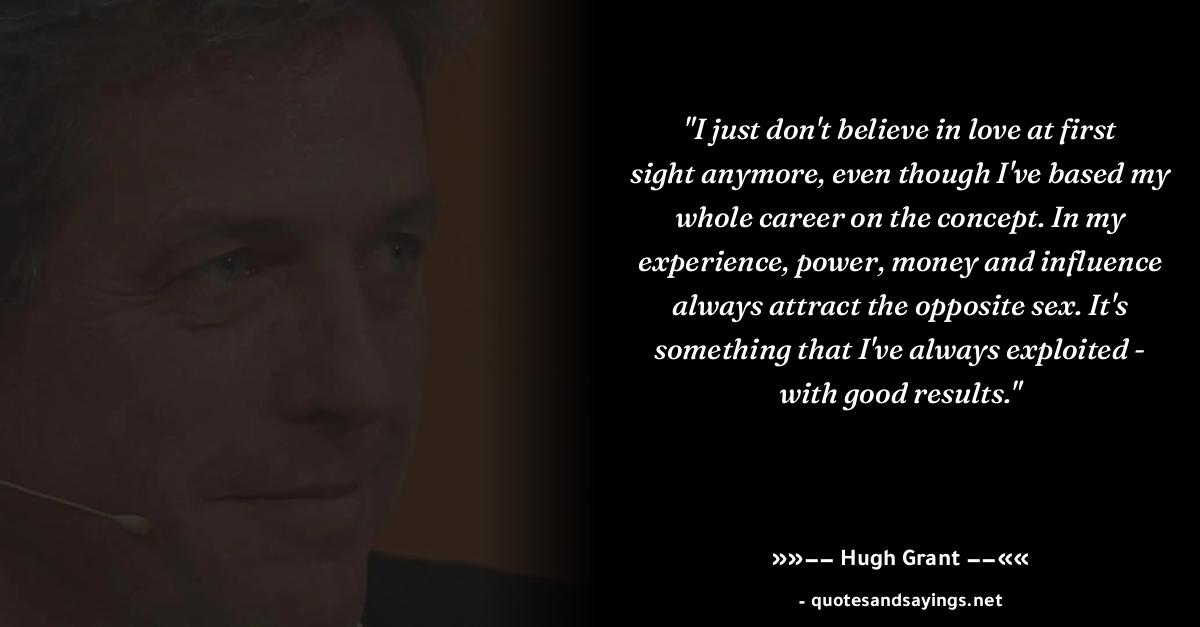 "I just don't believe in love at first
sight anymore, even though I've based my
whole career on the concept. In my
experience, power, money and influence
always attract the opposite sex. It's
something that I've always exploited -
with good results."
»»−− Hugh Grant −−««
- quotesandsayings.net